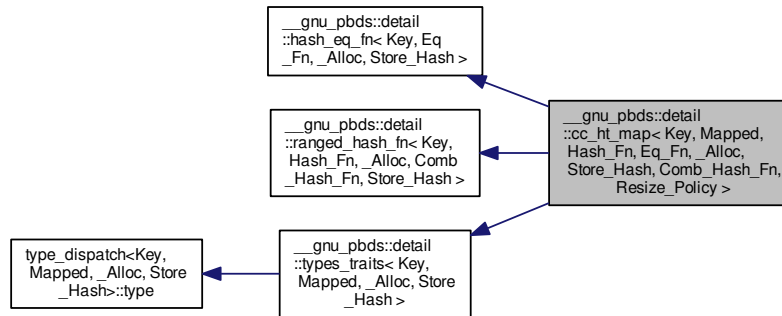 __gnu_pbds::detail
::hash_eq_fn< Key, Eq
_Fn, _Alloc, Store_Hash >
__gnu_pbds::detail
::ranged_hash_fn< Key,
Hash_Fn, _Alloc, Comb
_Hash_Fn, Store_Hash >
__gnu_pbds::detail
::cc_ht_map< Key, Mapped,
Hash_Fn, Eq_Fn, _Alloc,
Store_Hash, Comb_Hash_Fn,
Resize_Policy >
type_dispatch<Key,
Mapped, _Alloc, Store
_Hash>::type
__gnu_pbds::detail
::types_traits< Key,
Mapped, _Alloc, Store
_Hash >